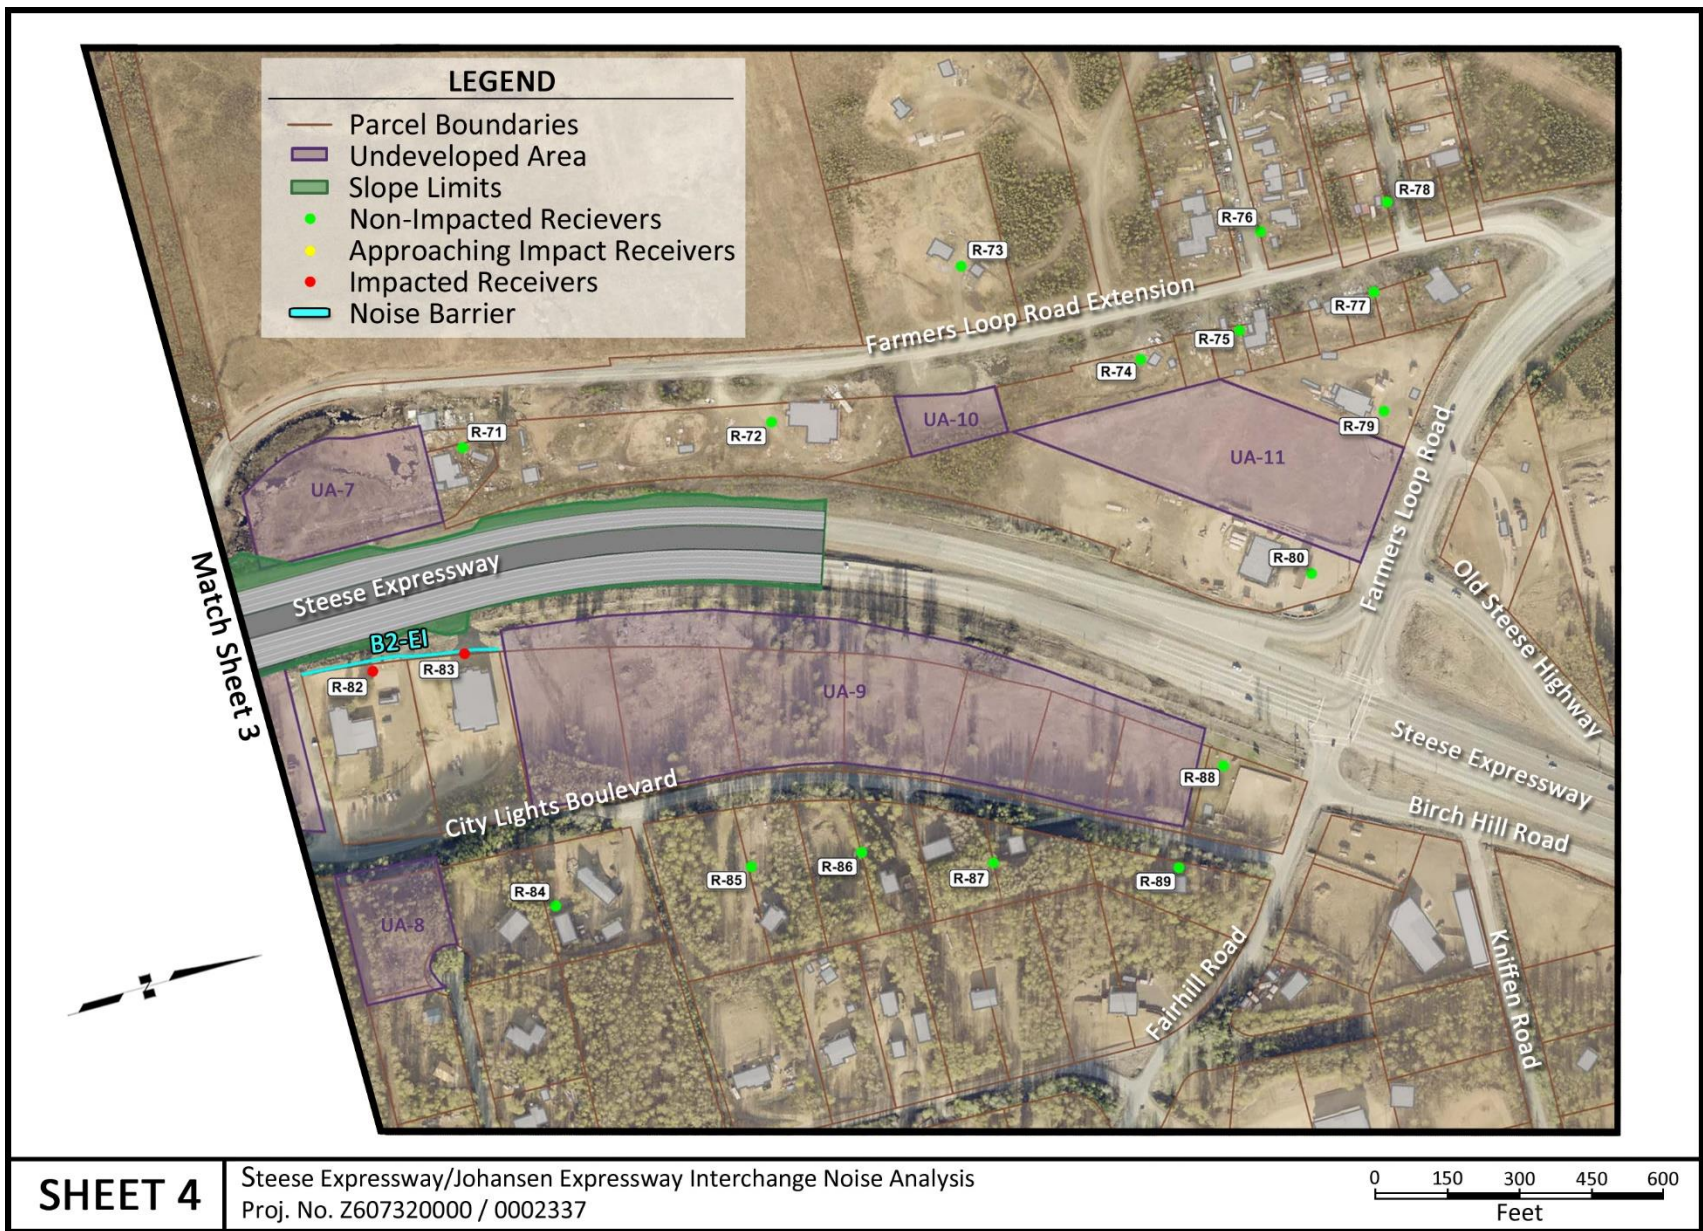 LEGEND
Parcel Boundaries
Undeveloped Area
Slope Limits
Non-Impacted Recievers
Approaching Impact Receivers
Impacted Receivers
Noise Barrier
R-78
R-76
R-73
Farmers Loop Road Extension
R-77
R-75
R-74
UA-10
R-79
R-71
R-72
UA-11
UA-7
Farmers Loop Road
R-80
Old Steese Highway
Match Sheet 3
Steese Expressway
B2-EI
R-83
R-82
UA-9
Steese Expressway
R-88
City Lights Boulevard
Birch Hill Road
R-84
R-85
R-86
R-87
R-89
UA-8
Fairhill Road
Kniffen Road
N
SHEET 4
Steese Expressway/Johansen Expressway Interchange Noise Analysis
Proj. No. Z607320000 / 0002337
0 150 300 450 600
Feet